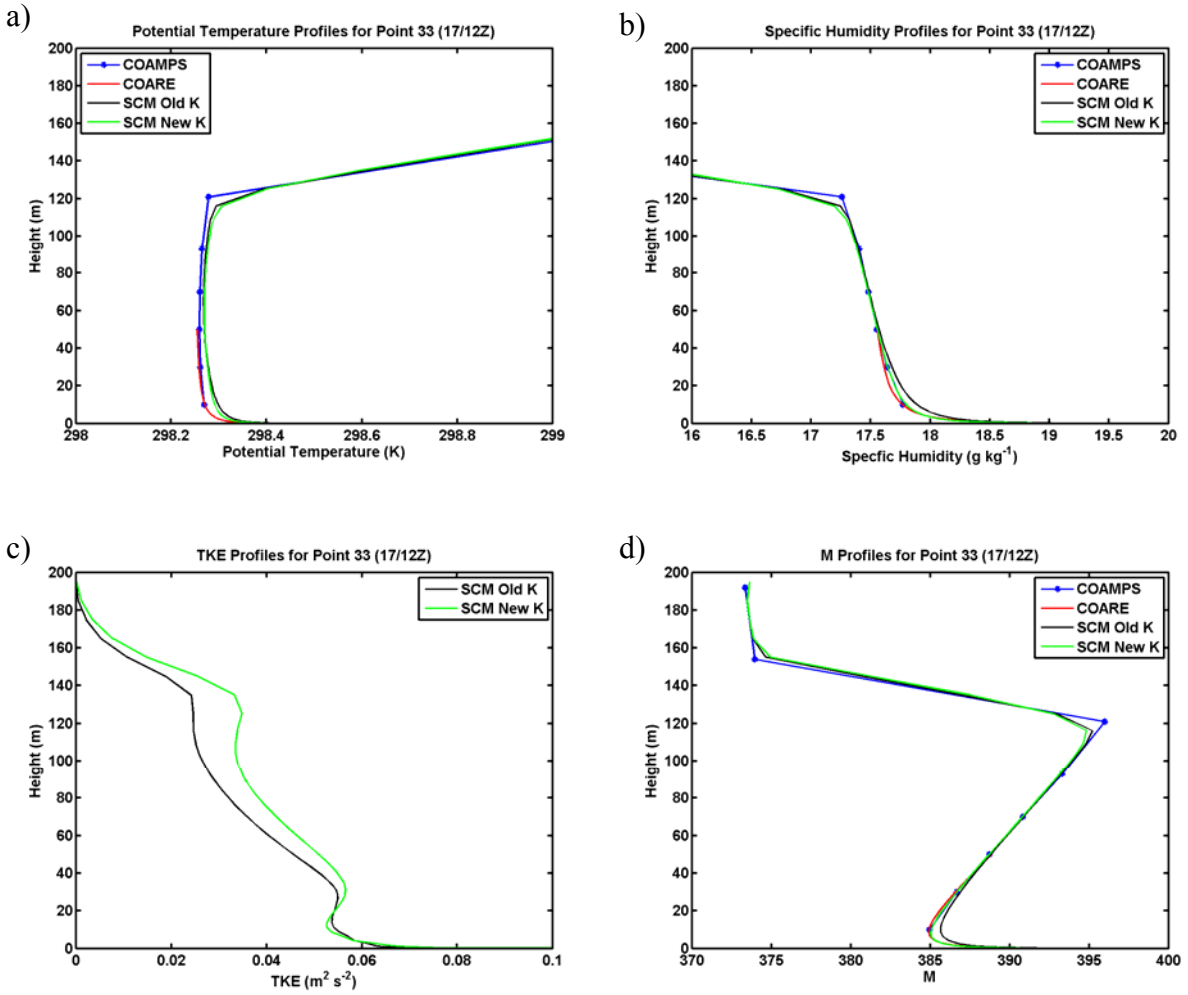 a)
Potential Temperature Profiles for Point 33 (17/12Z)
200
180
160
140
120
100
80
60
40
20
0
Height (m)
COAMPS
COARE
SCM Old K
SCM New K
298
298.2
298.4
298.6
298.8
299
Potential Temperature (K)
b)
Specific Humidity Profiles for Point 33 (17/12Z)
200
180
160
140
120
100
80
60
40
20
0
Height (m)
COAMPS
COARE
SCM Old K
SCM New K
16
16.5
17
17.5
18
18.5
19
19.5
20
Specfic Humidity (g kg⁻¹)
c)
TKE Profiles for Point 33 (17/12Z)
200
180
160
140
120
100
80
60
40
20
0
Height (m)
SCM Old K
SCM New K
0
0.02
0.04
0.06
0.08
0.1
TKE (m² s⁻²)
d)
M Profiles for Point 33 (17/12Z)
200
180
160
140
120
100
80
60
40
20
0
Height (m)
COAMPS
COARE
SCM Old K
SCM New K
370
375
380
385
390
395
400
M